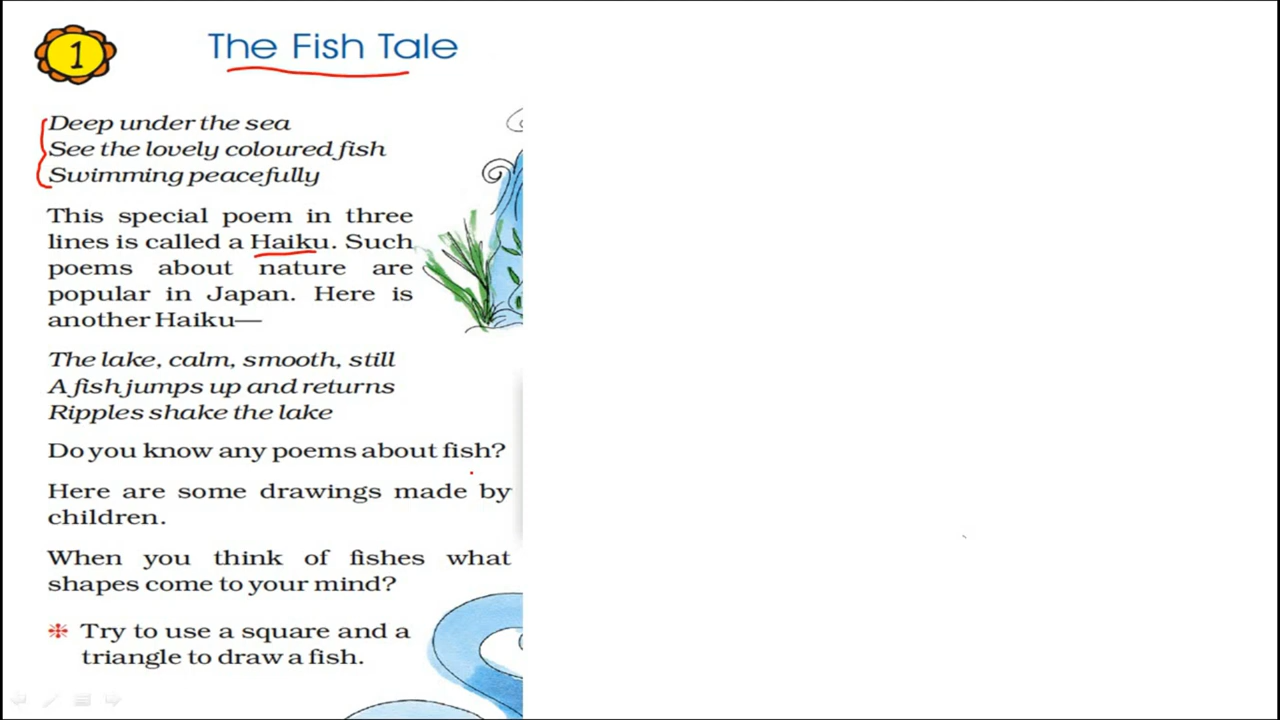 1
The Fish Tale
Deep under the sea
See the lovely coloured fish
Swimming peacefully
This special poem in three
lines is called a Haiku. Such
poems about nature are
popular in Japan. Here is
another Haiku—
The lake, calm, smooth, still
A fish jumps up and returns
Ripples shake the lake
Do you know any poems about fish?
Here are some drawings made by
children.
When you think of fishes what
shapes come to your mind?
Try to use a square and a
triangle to draw a fish.